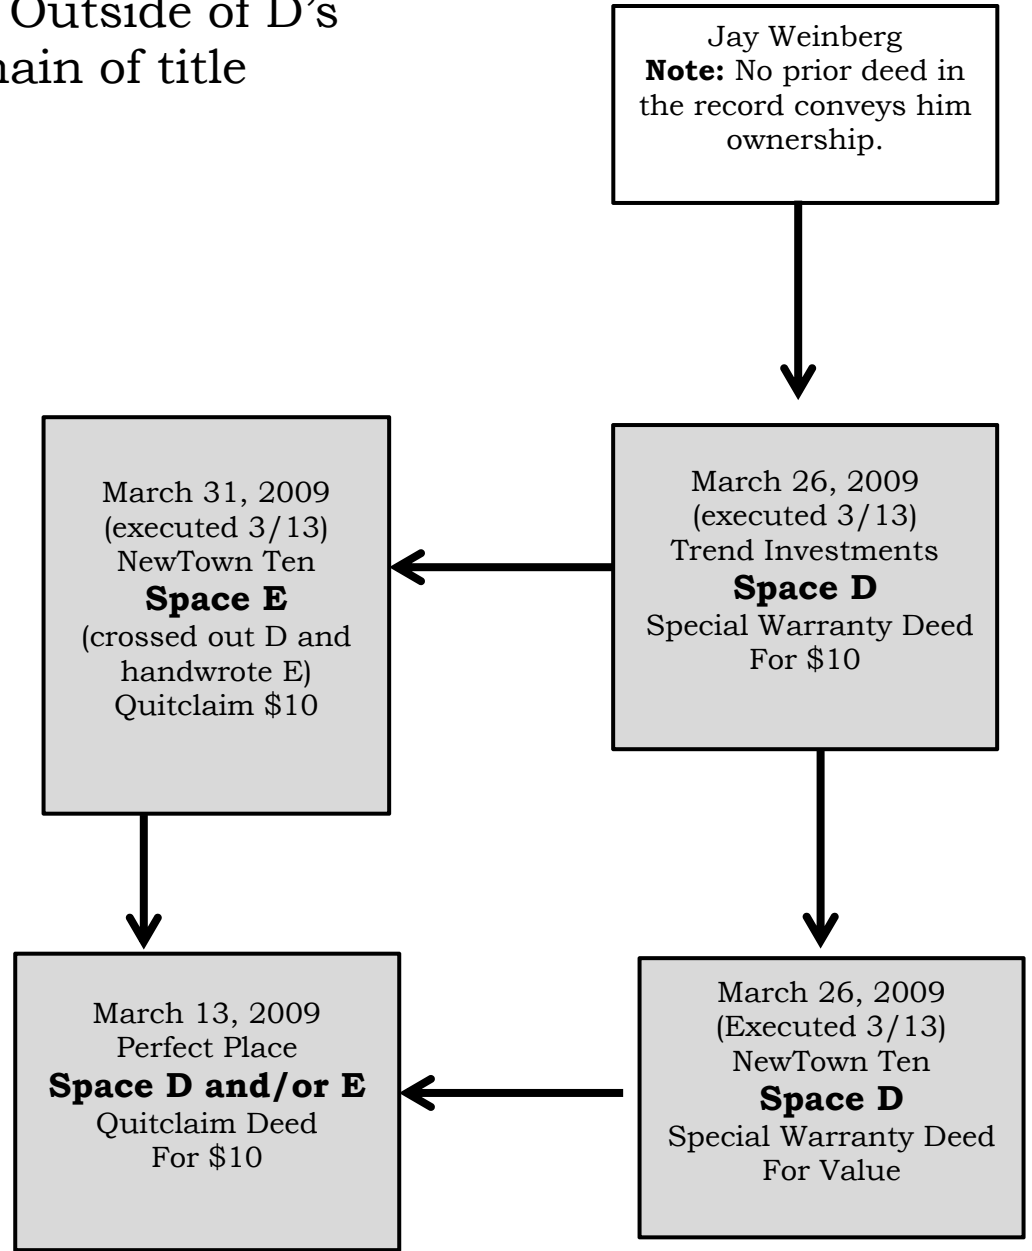 Outside of D’s
ain of title
Jay Weinberg
Note: No prior deed in
the record conveys him
ownership.
March 31, 2009
(executed 3/13)
NewTown Ten
Space E
(crossed out D and
handwrote E)
Quitclaim $10
March 26, 2009
(executed 3/13)
Trend Investments
Space D
Special Warranty Deed
For $10
March 13, 2009
Perfect Place
Space D and/or E
Quitclaim Deed
For $10
March 26, 2009
(Executed 3/13)
NewTown Ten
Space D
Special Warranty Deed
For Value